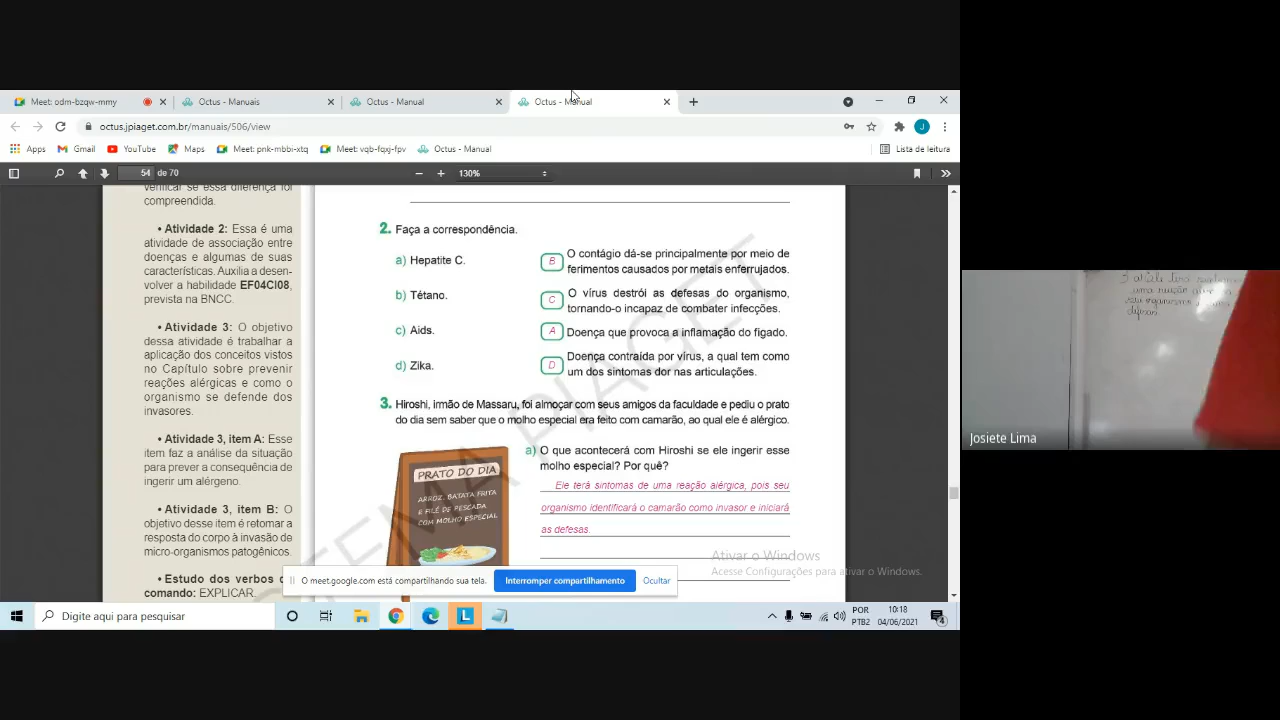 Meet: odm-bzqw-mmy
Octus - Manuais
Octus - Manual
Octus - Manual
octus.jpiaget.com.br/manuais/506/view
Apps
Gmail
YouTube
Maps
Meet: pnk-mbbi-xtq
Meet: vqb-fqxj-fpv
Octus - Manual
Lista de leitura
54 de 70
130%
verificar se essa diferença foi
compreendida.
• Atividade 2: Essa é uma
atividade de associação entre
doenças e algumas de suas
características. Auxilia a desen-
volver a habilidade EF04CI08,
prevista na BNCC.
• Atividade 3: O objetivo
dessa atividade é trabalhar a
aplicação dos conceitos vistos
no Capítulo sobre prevenir
reações alérgicas e como o
organismo se defende dos
invasores.
• Atividade 3, item A: Esse
item faz a análise da situação
para prever a consequência de
ingerir um alérgeno.
• Atividade 3, item B: O
objetivo desse item é retomar a
resposta do corpo à invasão de
micro-organismos patogênicos.
• Estudo dos verbos
comando: EXPLICAR.
2. Faça a correspondência.
a) Hepatite C.
b) Tétano.
c) Aids.
d) Zika.
B O contágio dá-se principalmente por meio de
ferimentos causados por metais enferrujados.
C O vírus destrói as defesas do organismo,
tornando-o incapaz de combater infecções.
A Doença que provoca a inflamação do fígado.
D Doença contraída por vírus, a qual tem como
um dos sintomas dor nas articulações.
3. Hiroshi, irmão de Massaru, foi almoçar com seus amigos da faculdade e pediu o prato
do dia sem saber que o molho especial era feito com camarão, ao qual ele é alérgico.
PRATO DO DIA
ARROZ, BATATA FRITA
E FILÉ DE PESCADA
COM MOLHO ESPECIAL
a) O que acontecerá com Hiroshi se ele ingerir esse
molho especial? Por quê?
Ele terá sintomas de uma reação alérgica, pois seu
organismo identificará o camarão como invasor e iniciará
as defesas.
SISTEMA PIAGET
Ativar o Windows
Acesse Configurações para ativar o Windows.
O meet.google.com está compartilhando sua tela.
Interromper compartilhamento
Ocultar
Digite aqui para pesquisar
L
POR
PTB2
10:18
04/06/2021
4
uma reação
organismo
Josiete Lima